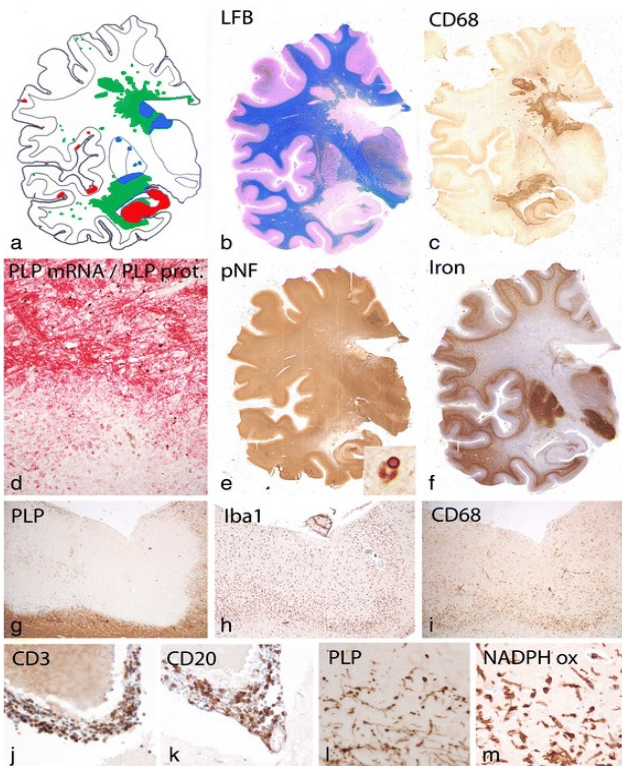 LFB
CD68
a
b
c
PLP mRNA / PLP prot.
pNF
Iron
d
e
f
PLP
Iba1
CD68
g
h
i
CD3
CD20
PLP
NADPH ox
j
k
l
m